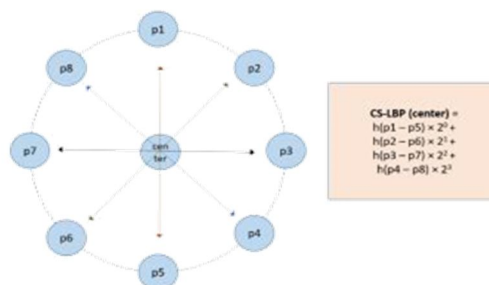 p1
p8
p2
p7
cen
ter
p3
p6
p4
p5
CS-LBP (center) =
h(p1 – p5) × 2⁰ +
h(p2 – p6) × 2¹ +
h(p3 – p7) × 2² +
h(p4 – p8) × 2³